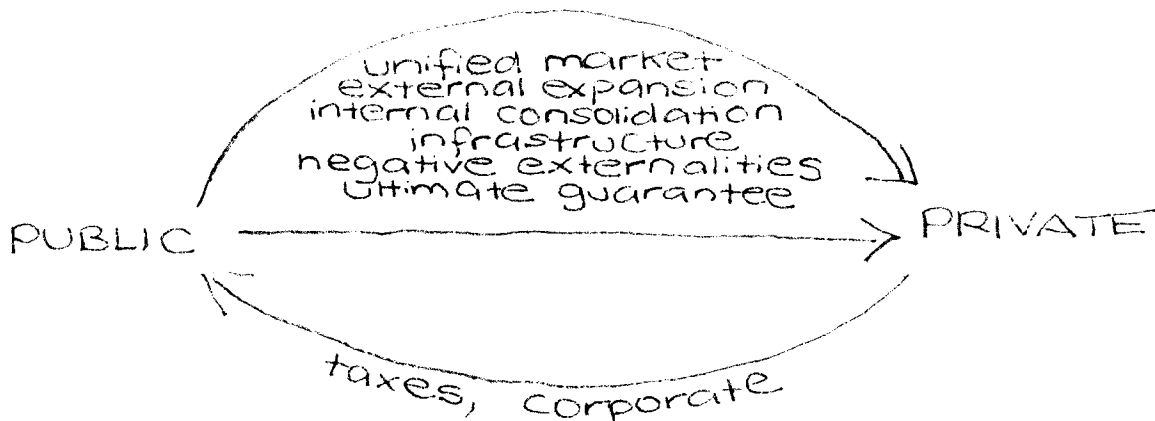 unified market
external expansion
internal consolidation
infrastructure
negative externalities
ultimate guarantee
PUBLIC
PRIVATE
taxes, corporate